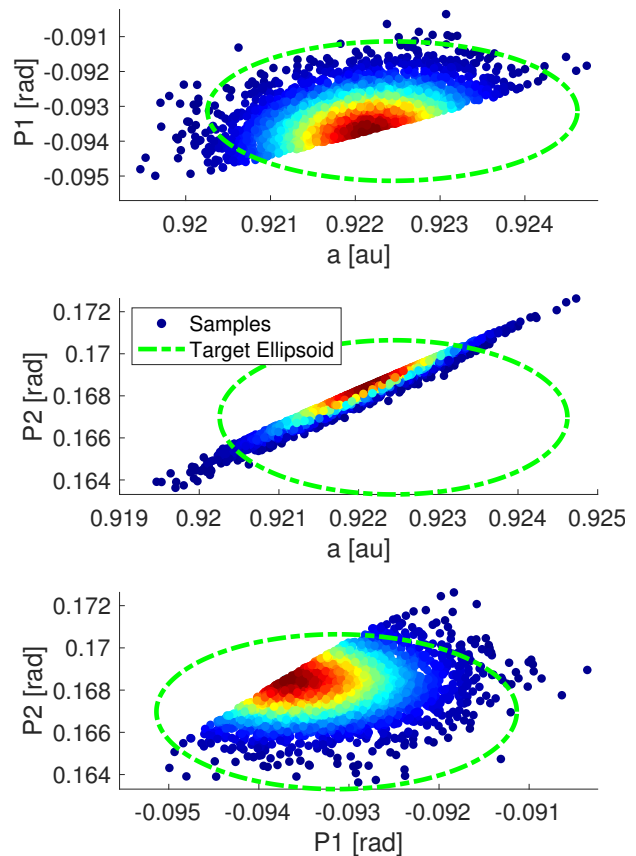 -0.091
-0.092
-0.093
-0.094
-0.095
P1 [rad]
0.92 0.921 0.922 0.923 0.924
a [au]
0.172
0.17
0.168
0.166
0.164
P2 [rad]
Samples
Target Ellipsoid
0.919 0.92 0.921 0.922 0.923 0.924 0.925
a [au]
0.172
0.17
0.168
0.166
0.164
P2 [rad]
-0.095 -0.094 -0.093 -0.092 -0.091
P1 [rad]